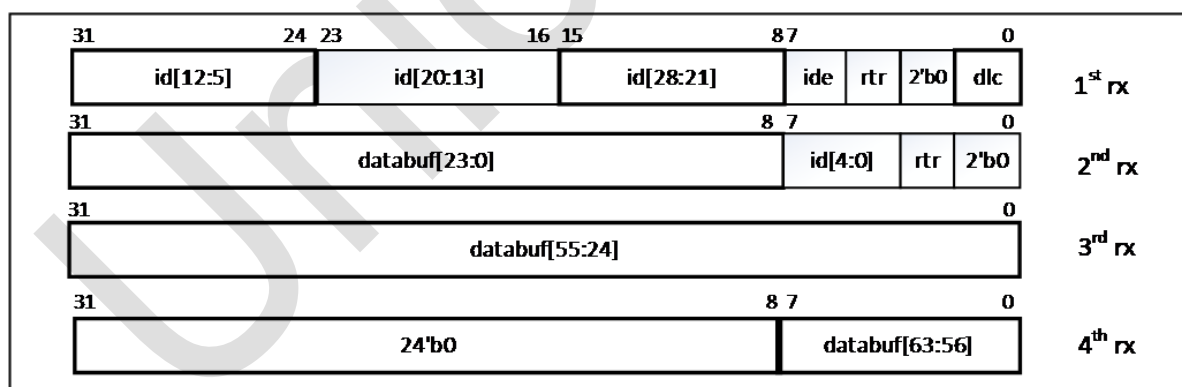 31 24 23 16 15 8 7 0
id[12:5] id[20:13] id[28:21] ide rtr 2'b0 dlc 1st rx
31 8 7 0
databuf[23:0] id[4:0] rtr 2'b0 2nd rx
31 0
databuf[55:24] 3rd rx
31 8 7 0
24'b0 databuf[63:56] 4th rx